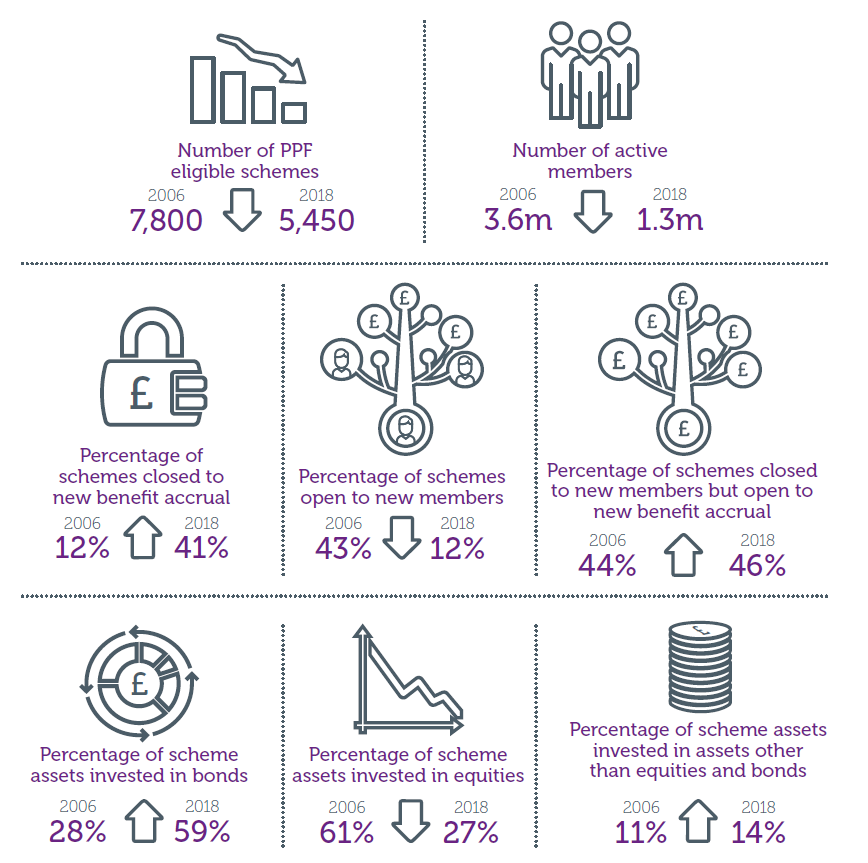 Number of PPF
eligible schemes
2006 2018
7,800 5,450
Number of active
members
2006 2018
3.6m 1.3m
£
Percentage of
schemes closed to
new benefit accrual
2006 2018
12% 41%
£
£
£
Percentage of schemes
open to new members
2006 2018
43% 12%
£
£
£
£
£
£
Percentage of schemes closed
to new members but open to
new benefit accrual
2006 2018
44% 46%
£
Percentage of scheme
assets invested in bonds
2006 2018
28% 59%
Percentage of scheme
assets invested in equities
2006 2018
61% 27%
£
Percentage of scheme assets
invested in assets other
than equities and bonds
2006 2018
11% 14%